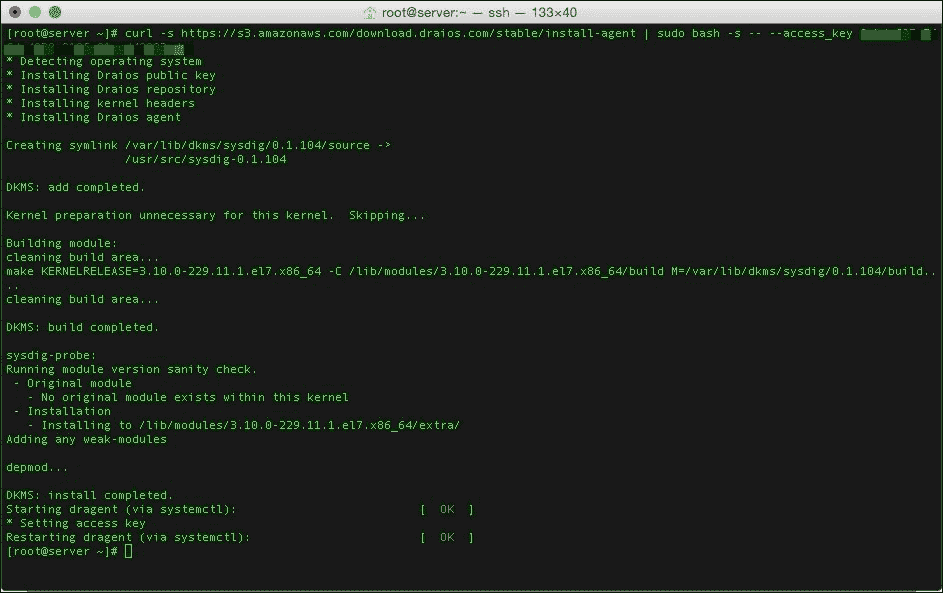 root@server:~ — ssh — 133×40
[root@server ~]# curl -s https://s3.amazonaws.com/download.draios.com/stable/install-agent | sudo bash -s -- --access_key
* Detecting operating system
* Installing Draios public key
* Installing Draios repository
* Installing kernel headers
* Installing Draios agent
Creating symlink /var/lib/dkms/sysdig/0.1.104/source ->
/usr/src/sysdig-0.1.104
DKMS: add completed.
Kernel preparation unnecessary for this kernel.  Skipping...
Building module:
cleaning build area...
make KERNELRELEASE=3.10.0-229.11.1.el7.x86_64 -C /lib/modules/3.10.0-229.11.1.el7.x86_64/build M=/var/lib/dkms/sysdig/0.1.104/build..
..
cleaning build area...
DKMS: build completed.
sysdig-probe:
Running module version sanity check.
- Original module
- No original module exists within this kernel
- Installation
- Installing to /lib/modules/3.10.0-229.11.1.el7.x86_64/extra/
Adding any weak-modules
depmod...
DKMS: install completed.
Starting dragent (via systemctl): [ OK ]
* Setting access key
Restarting dragent (via systemctl): [ OK ]
[root@server ~]#